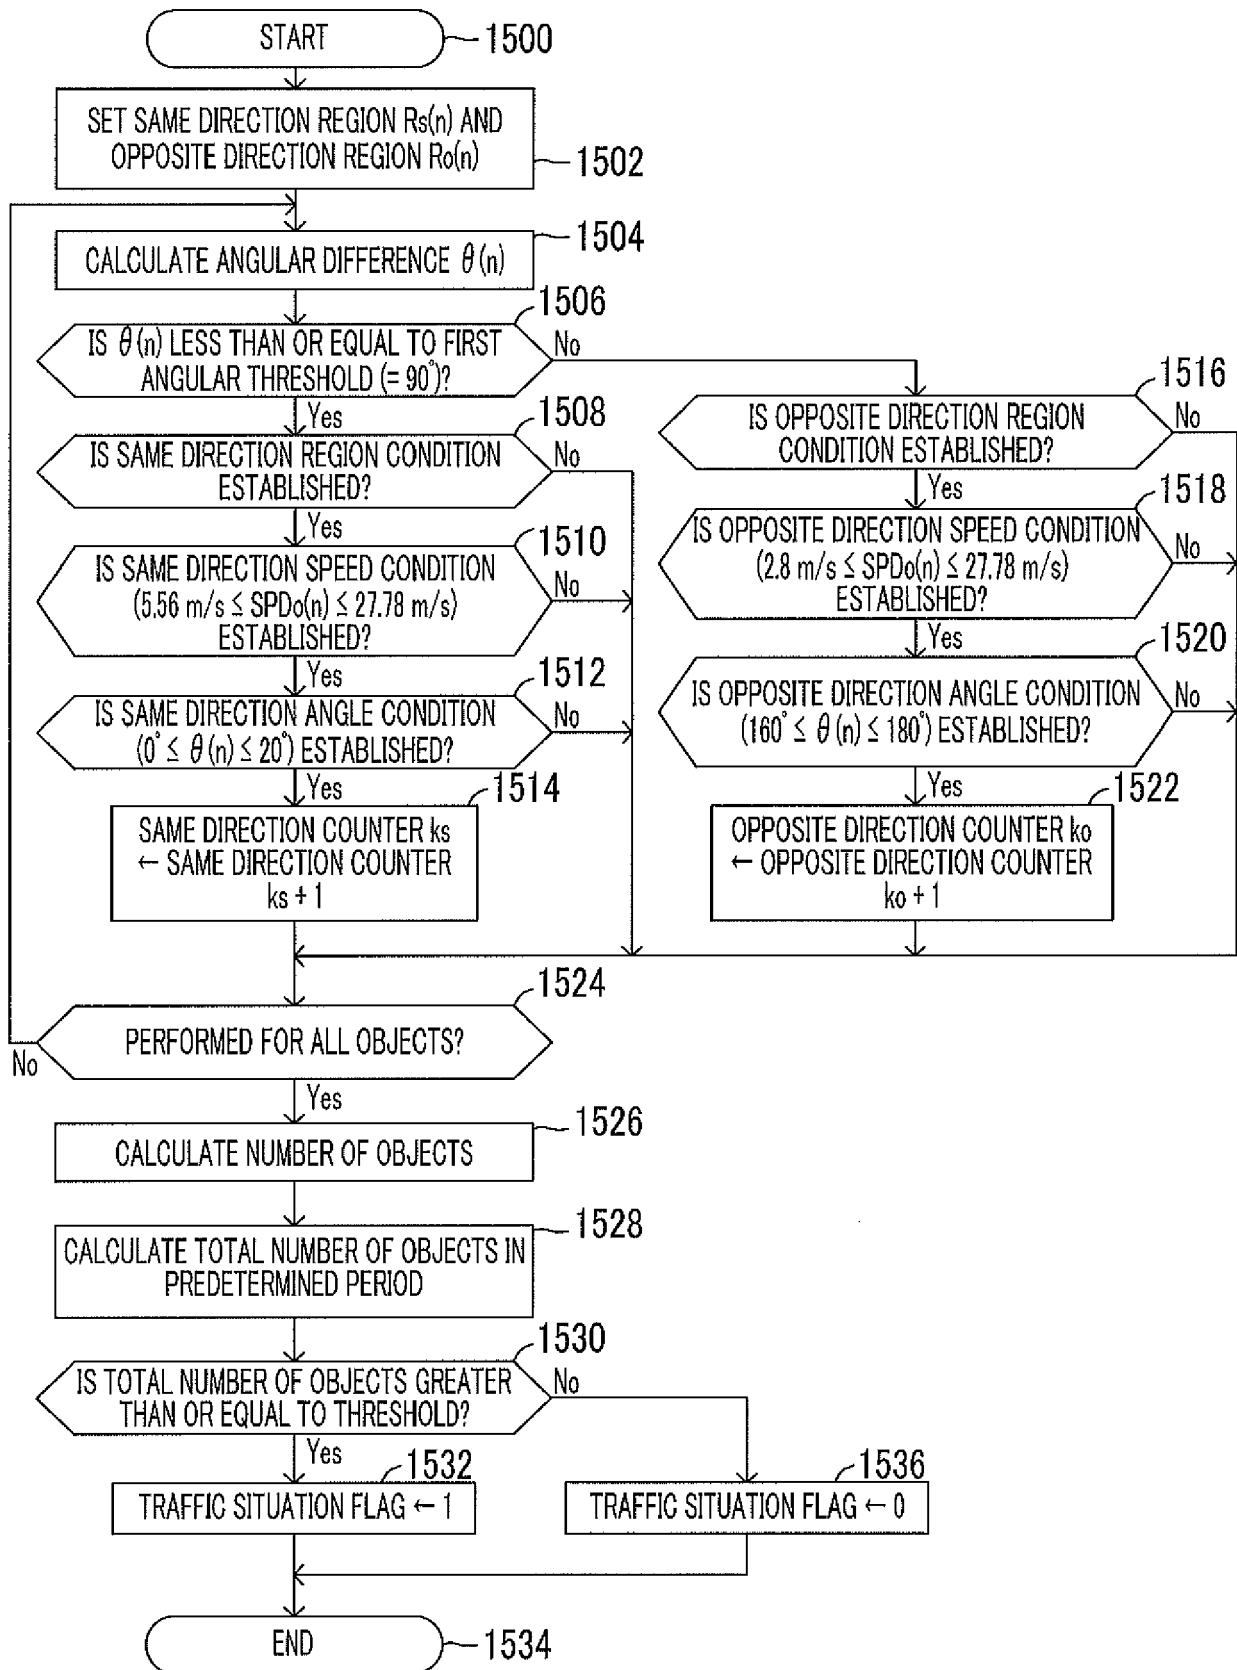 START
1500
SET SAME DIRECTION REGION Rs(n) AND
OPPOSITE DIRECTION REGION Ro(n)
1502
1504
CALCULATE ANGULAR DIFFERENCE θ(n)
1506
IS θ(n) LESS THAN OR EQUAL TO FIRST
ANGULAR THRESHOLD (= 90°)?
No
Yes
1508
IS SAME DIRECTION REGION CONDITION
ESTABLISHED?
No
Yes
1510
IS SAME DIRECTION SPEED CONDITION
(5.56 m/s ≤ SPDo(n) ≤ 27.78 m/s)
ESTABLISHED?
No
Yes
1512
IS SAME DIRECTION ANGLE CONDITION
(0° ≤ θ(n) ≤ 20°) ESTABLISHED?
No
Yes
1514
SAME DIRECTION COUNTER ks
← SAME DIRECTION COUNTER
ks + 1
1516
IS OPPOSITE DIRECTION REGION
CONDITION ESTABLISHED?
No
Yes
1518
IS OPPOSITE DIRECTION SPEED CONDITION
(2.8 m/s ≤ SPDo(n) ≤ 27.78 m/s)
ESTABLISHED?
No
Yes
1520
IS OPPOSITE DIRECTION ANGLE CONDITION
(160° ≤ θ(n) ≤ 180°) ESTABLISHED?
No
Yes
1522
OPPOSITE DIRECTION COUNTER ko
← OPPOSITE DIRECTION COUNTER
ko + 1
1524
PERFORMED FOR ALL OBJECTS?
No
Yes
1526
CALCULATE NUMBER OF OBJECTS
1528
CALCULATE TOTAL NUMBER OF OBJECTS IN
PREDETERMINED PERIOD
1530
IS TOTAL NUMBER OF OBJECTS GREATER
THAN OR EQUAL TO THRESHOLD?
No
Yes
1532
TRAFFIC SITUATION FLAG ← 1
1536
TRAFFIC SITUATION FLAG ← 0
END
1534